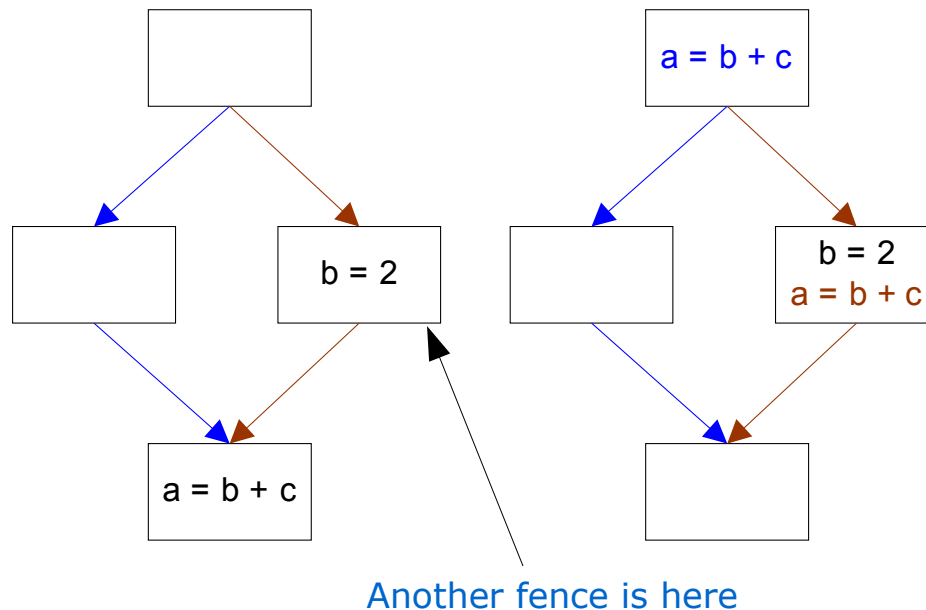 a = b + c
b = 2
b = 2
a = b + c
a = b + c
Another fence is here